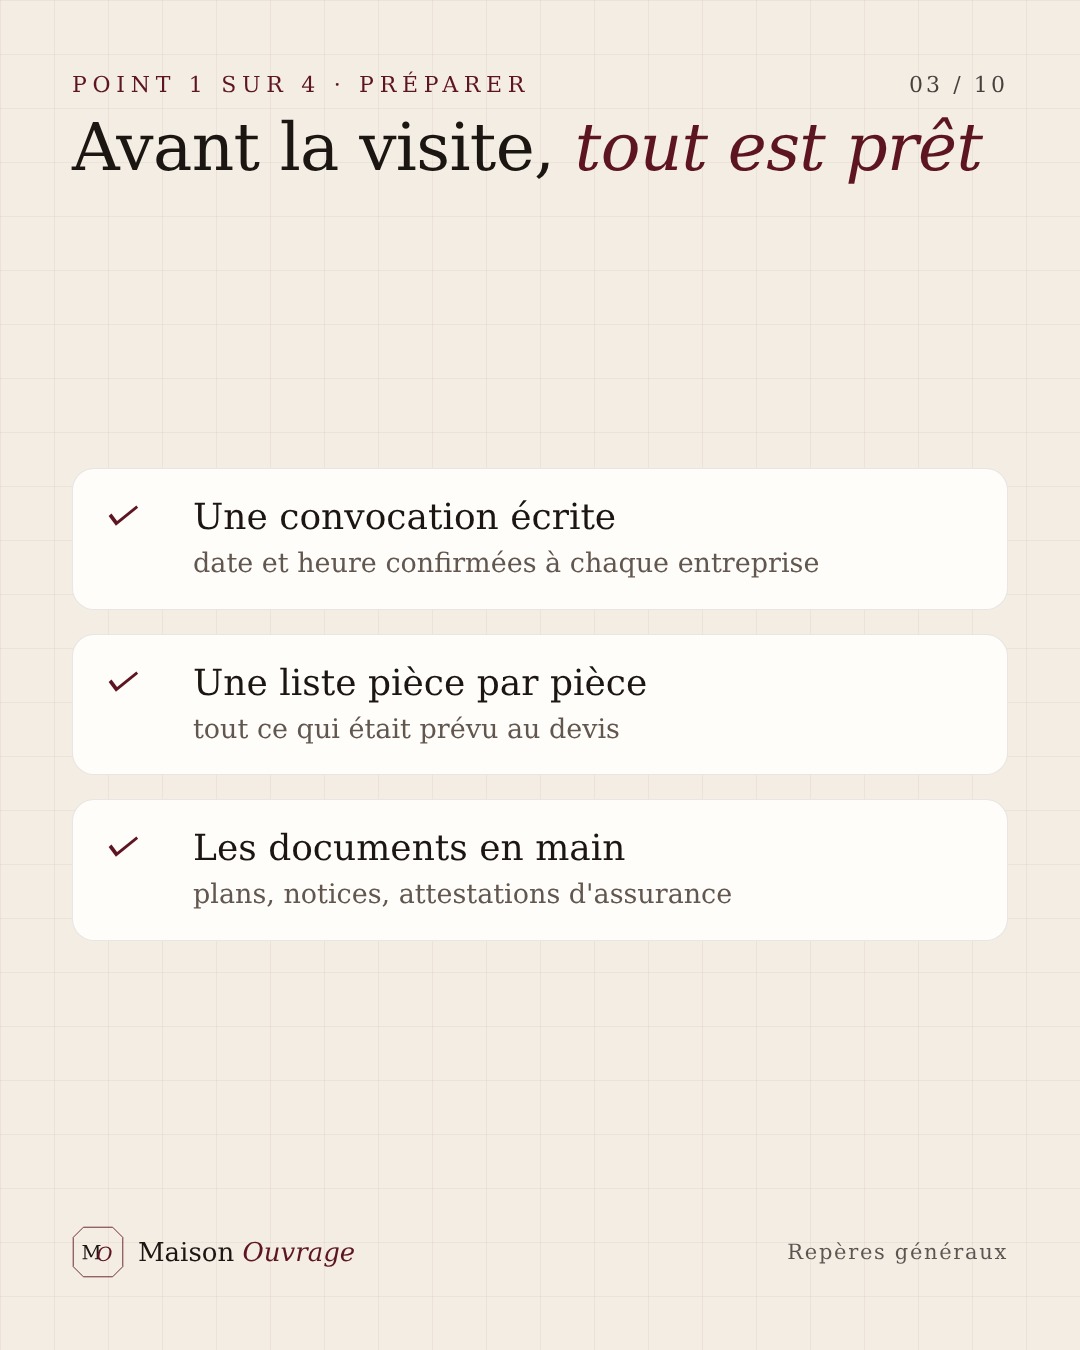 POINT 1 SUR 4 · PRÉPARER
03 / 10
Avant la visite, tout est prêt
Une convocation écrite
date et heure confirmées à chaque entreprise
Une liste pièce par pièce
tout ce qui était prévu au devis
Les documents en main
plans, notices, attestations d'assurance
MO
Maison Ouvrage
Repères généraux